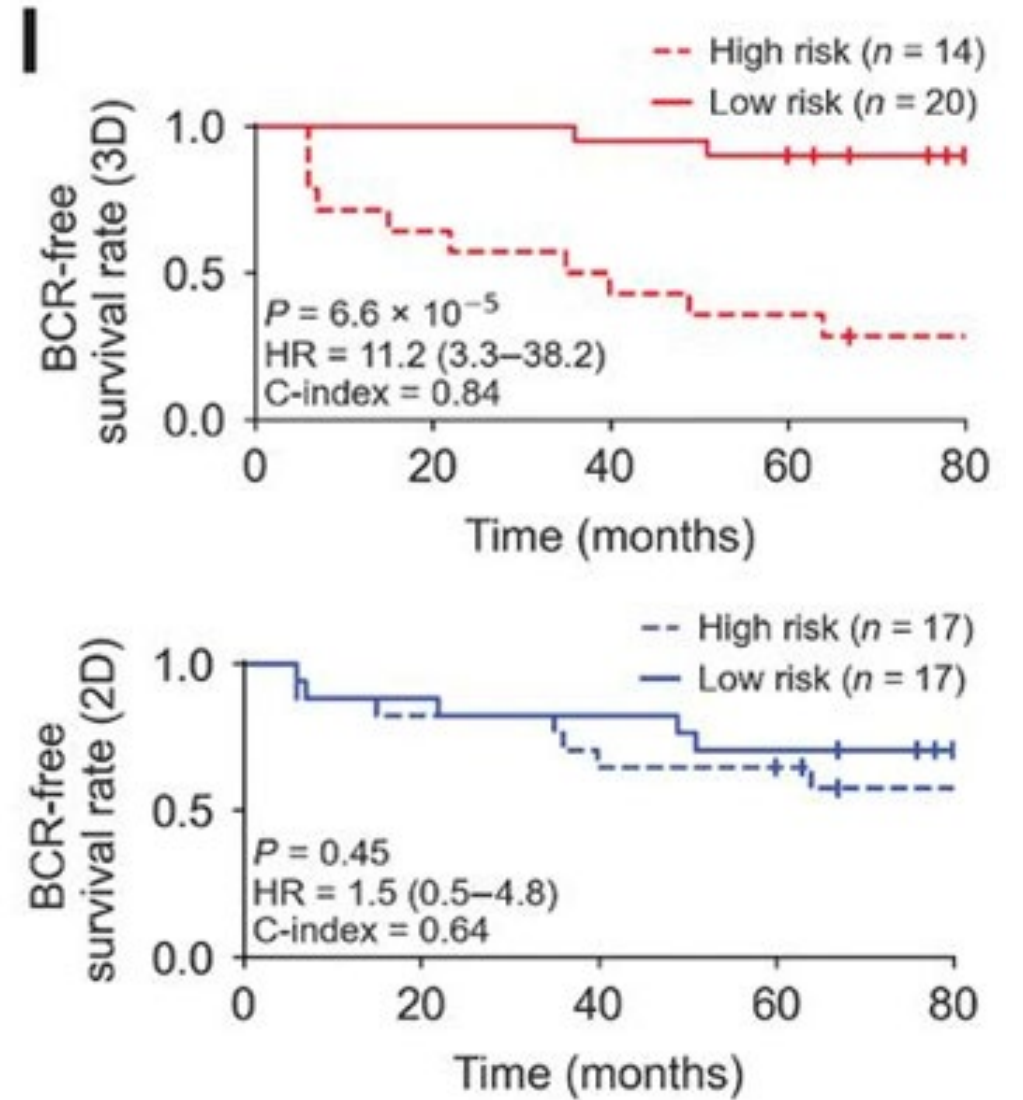 I
High risk (n = 14)
Low risk (n = 20)
BCR-free
survival rate (3D)
1.0
0.5
0.0
P = 6.6 × 10⁻⁵
HR = 11.2 (3.3–38.2)
C-index = 0.84
0 20 40 60 80
Time (months)
High risk (n = 17)
Low risk (n = 17)
BCR-free
survival rate (2D)
1.0
0.5
0.0
P = 0.45
HR = 1.5 (0.5–4.8)
C-index = 0.64
0 20 40 60 80
Time (months)